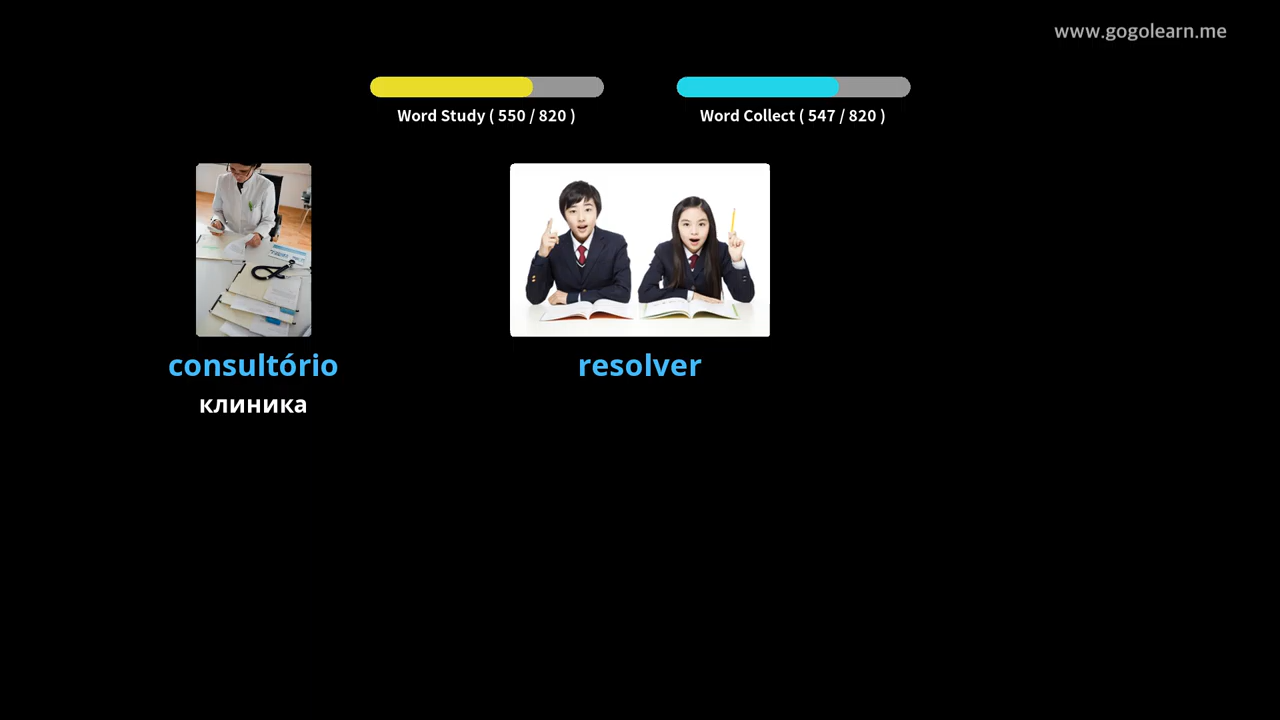 www.gogolearn.me
Word Study ( 550 / 820 )
Word Collect ( 547 / 820 )
consultório
клиника
resolver